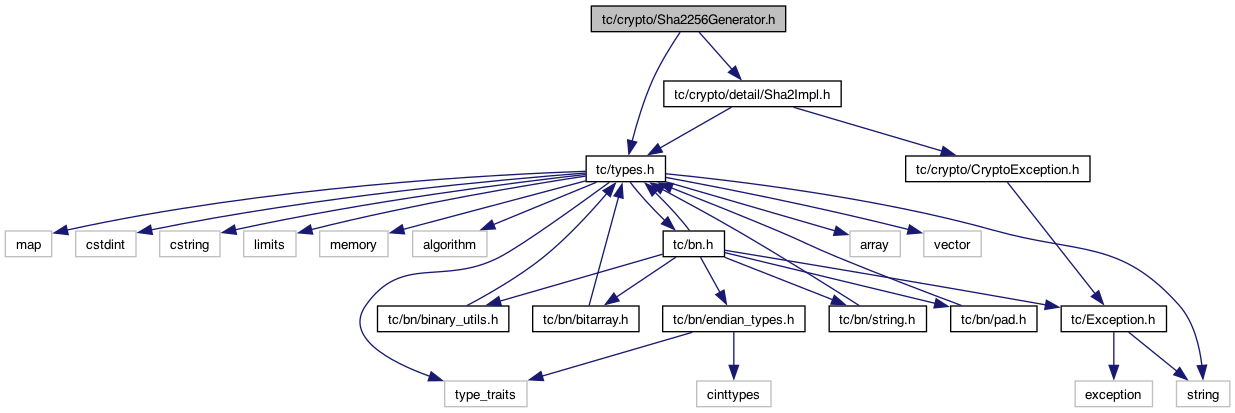 tc/crypto/Sha2256Generator.h
tc/crypto/detail/Sha2Impl.h
tc/types.h
tc/crypto/CryptoException.h
map
cstdint
cstring
limits
memory
algorithm
tc/bn.h
array
vector
tc/bn/binary_utils.h
tc/bn/bitarray.h
tc/bn/endian_types.h
tc/bn/string.h
tc/bn/pad.h
tc/Exception.h
type_traits
cinttypes
exception
string